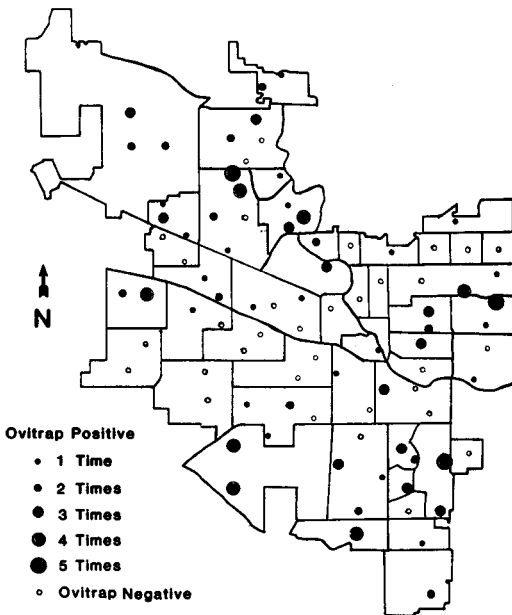 N
Ovitrap Positive
1 Time
2 Times
3 Times
4 Times
5 Times
Ovitrap Negative